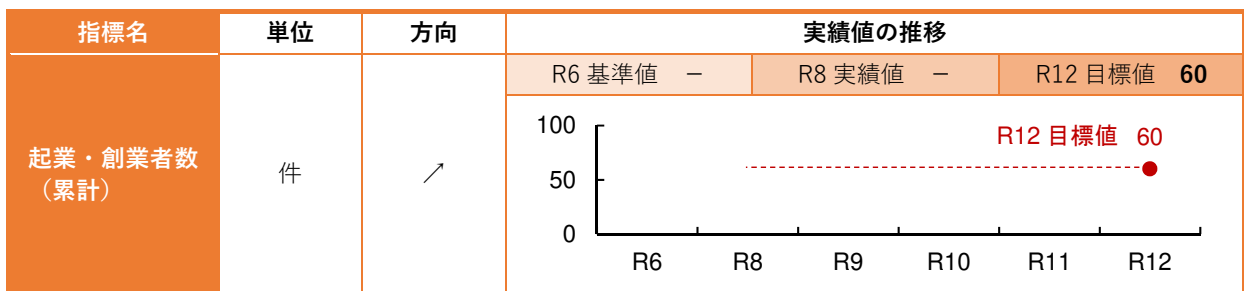 指標名 単位 方向 実績値の推移
R6 基準値 － R8 実績値 － R12 目標値 60
起業・創業者数
（累計）
件 ↗
R12 目標値 60
100
50
0
R6 R8 R9 R10 R11 R12